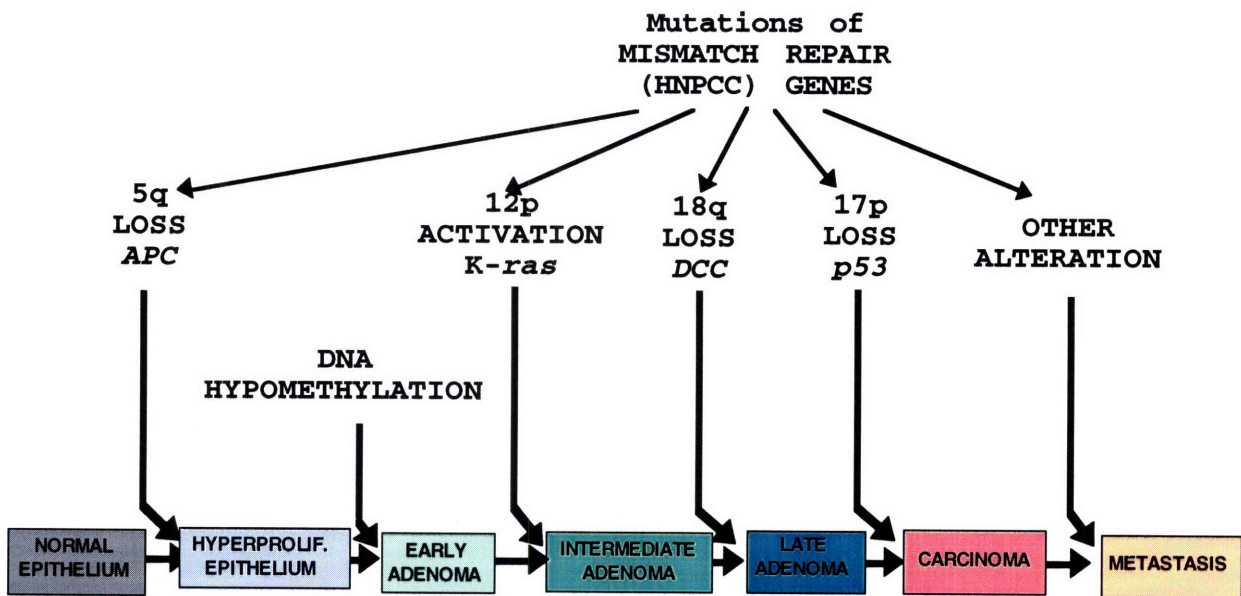 Mutations of
MISMATCH REPAIR
(HNPCC) GENES
5q
LOSS
APC
12p
ACTIVATION
K-ras
18q
LOSS
DCC
17p
LOSS
p53
OTHER
ALTERATION
DNA
HYPOMETHYLATION
NORMAL
EPITHELIUM
HYPERPROLIF.
EPITHELIUM
EARLY
ADENOMA
INTERMEDIATE
ADENOMA
LATE
ADENOMA
CARCINOMA
METASTASIS